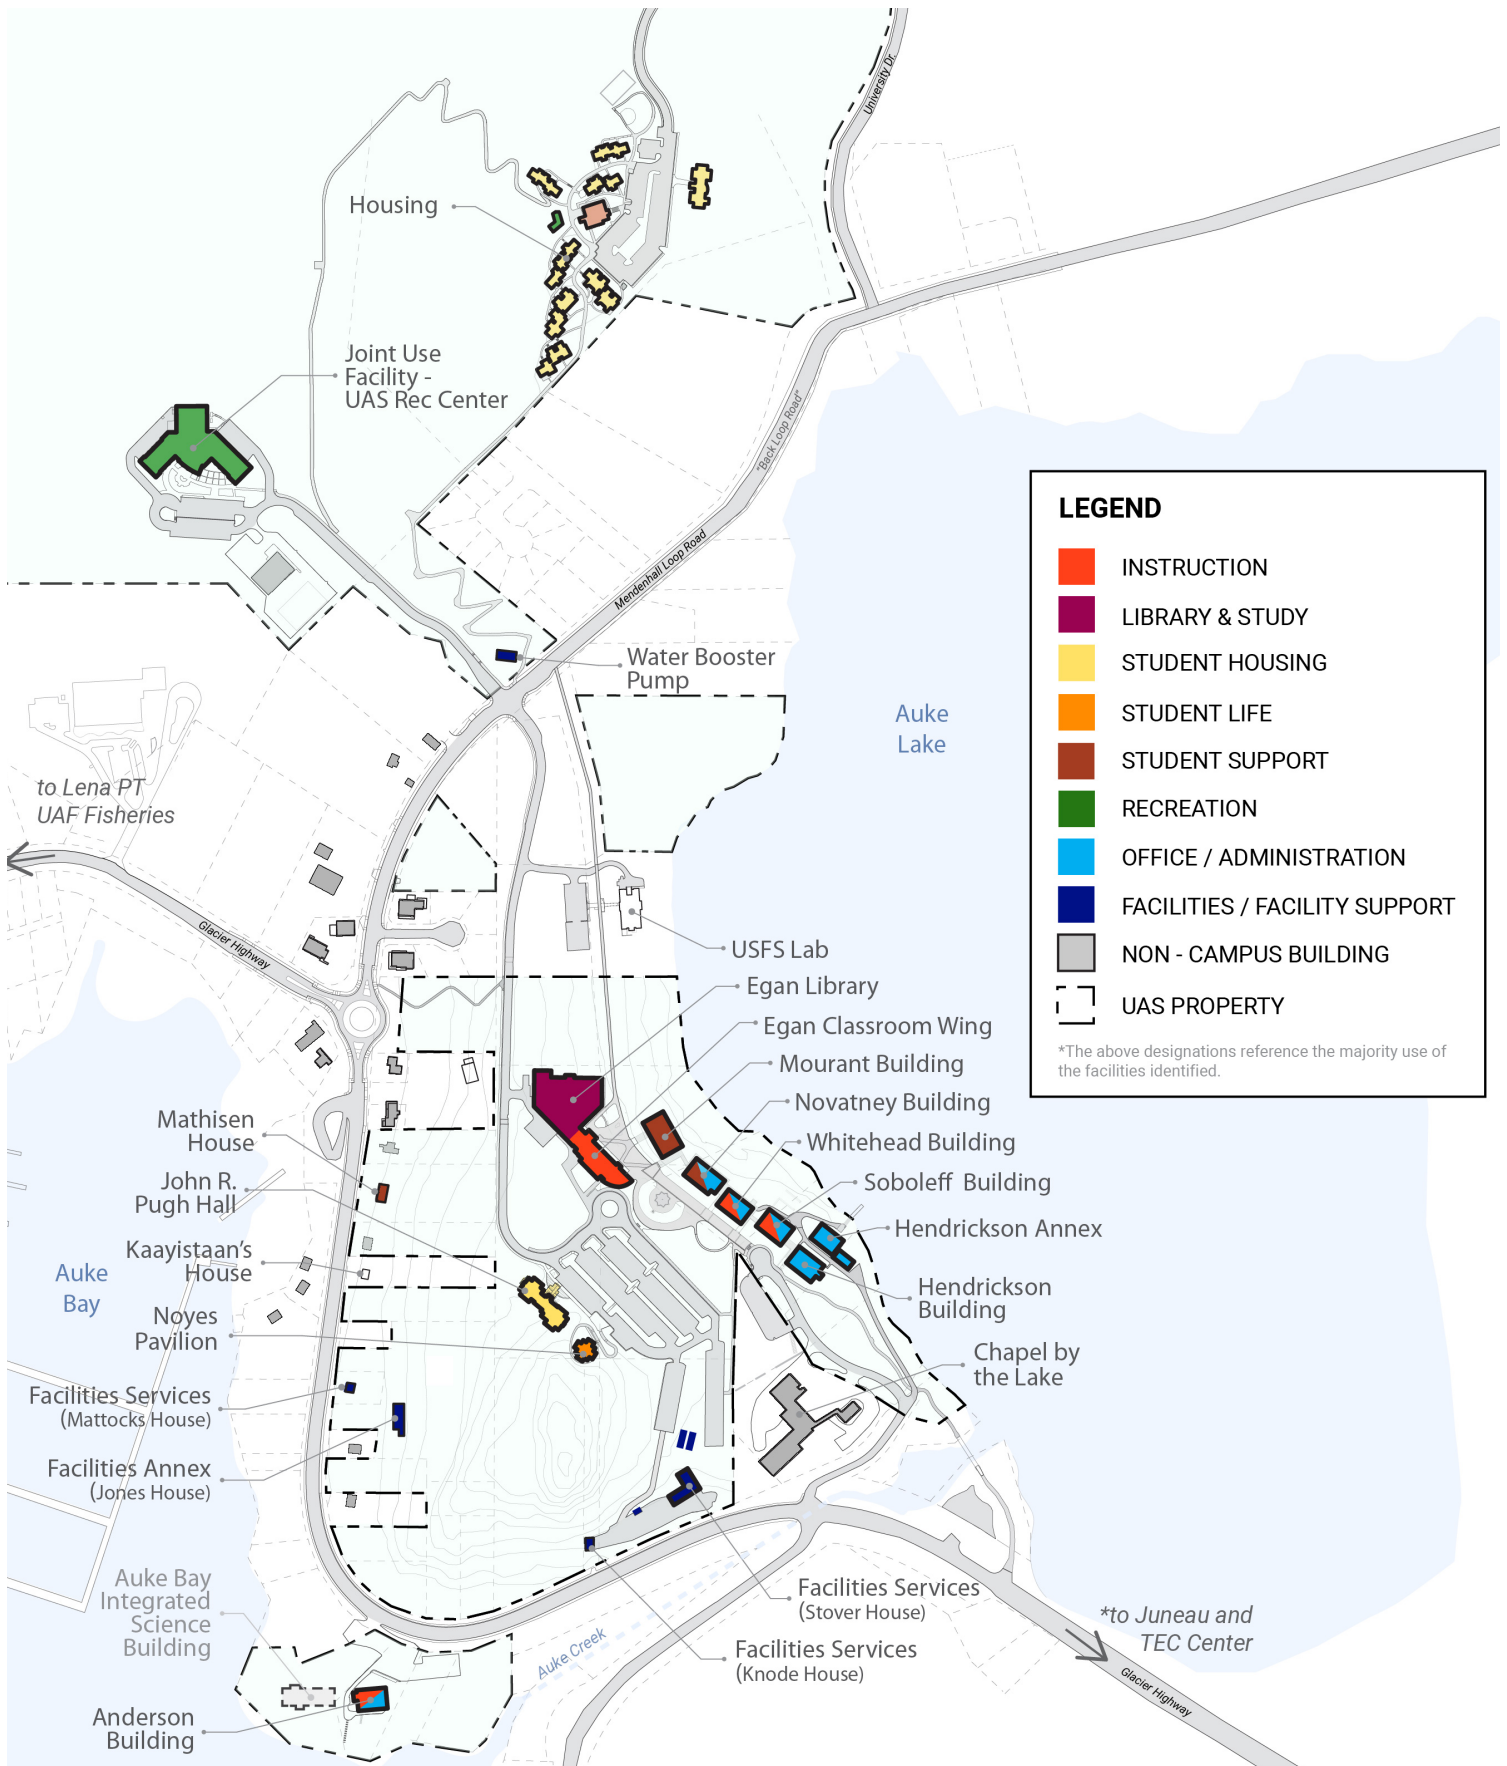 University Dr.
Housing
Joint Use
Facility -
UAS Rec Center
"Back Loop Road"
Mendenhall Loop Road
Water Booster
Pump
Auke
Lake
to Lena PT
UAF Fisheries
Glacier Highway
USFS Lab
Egan Library
Egan Classroom Wing
Mourant Building
Novatney Building
Whitehead Building
Soboleff Building
Hendrickson Annex
Hendrickson
Building
Chapel by
the Lake
Mathisen
House
John R.
Pugh Hall
Kaayistaan's
House
Auke
Bay
Noyes
Pavilion
Facilities Services
(Mattocks House)
Facilities Annex
(Jones House)
Auke Bay
Integrated
Science
Building
Anderson
Building
Auke Creek
Facilities Services
(Stover House)
Facilities Services
(Knode House)
*to Juneau and
TEC Center
Glacier Highway
LEGEND
INSTRUCTION
LIBRARY & STUDY
STUDENT HOUSING
STUDENT LIFE
STUDENT SUPPORT
RECREATION
OFFICE / ADMINISTRATION
FACILITIES / FACILITY SUPPORT
NON - CAMPUS BUILDING
UAS PROPERTY
*The above designations reference the majority use of
the facilities identified.